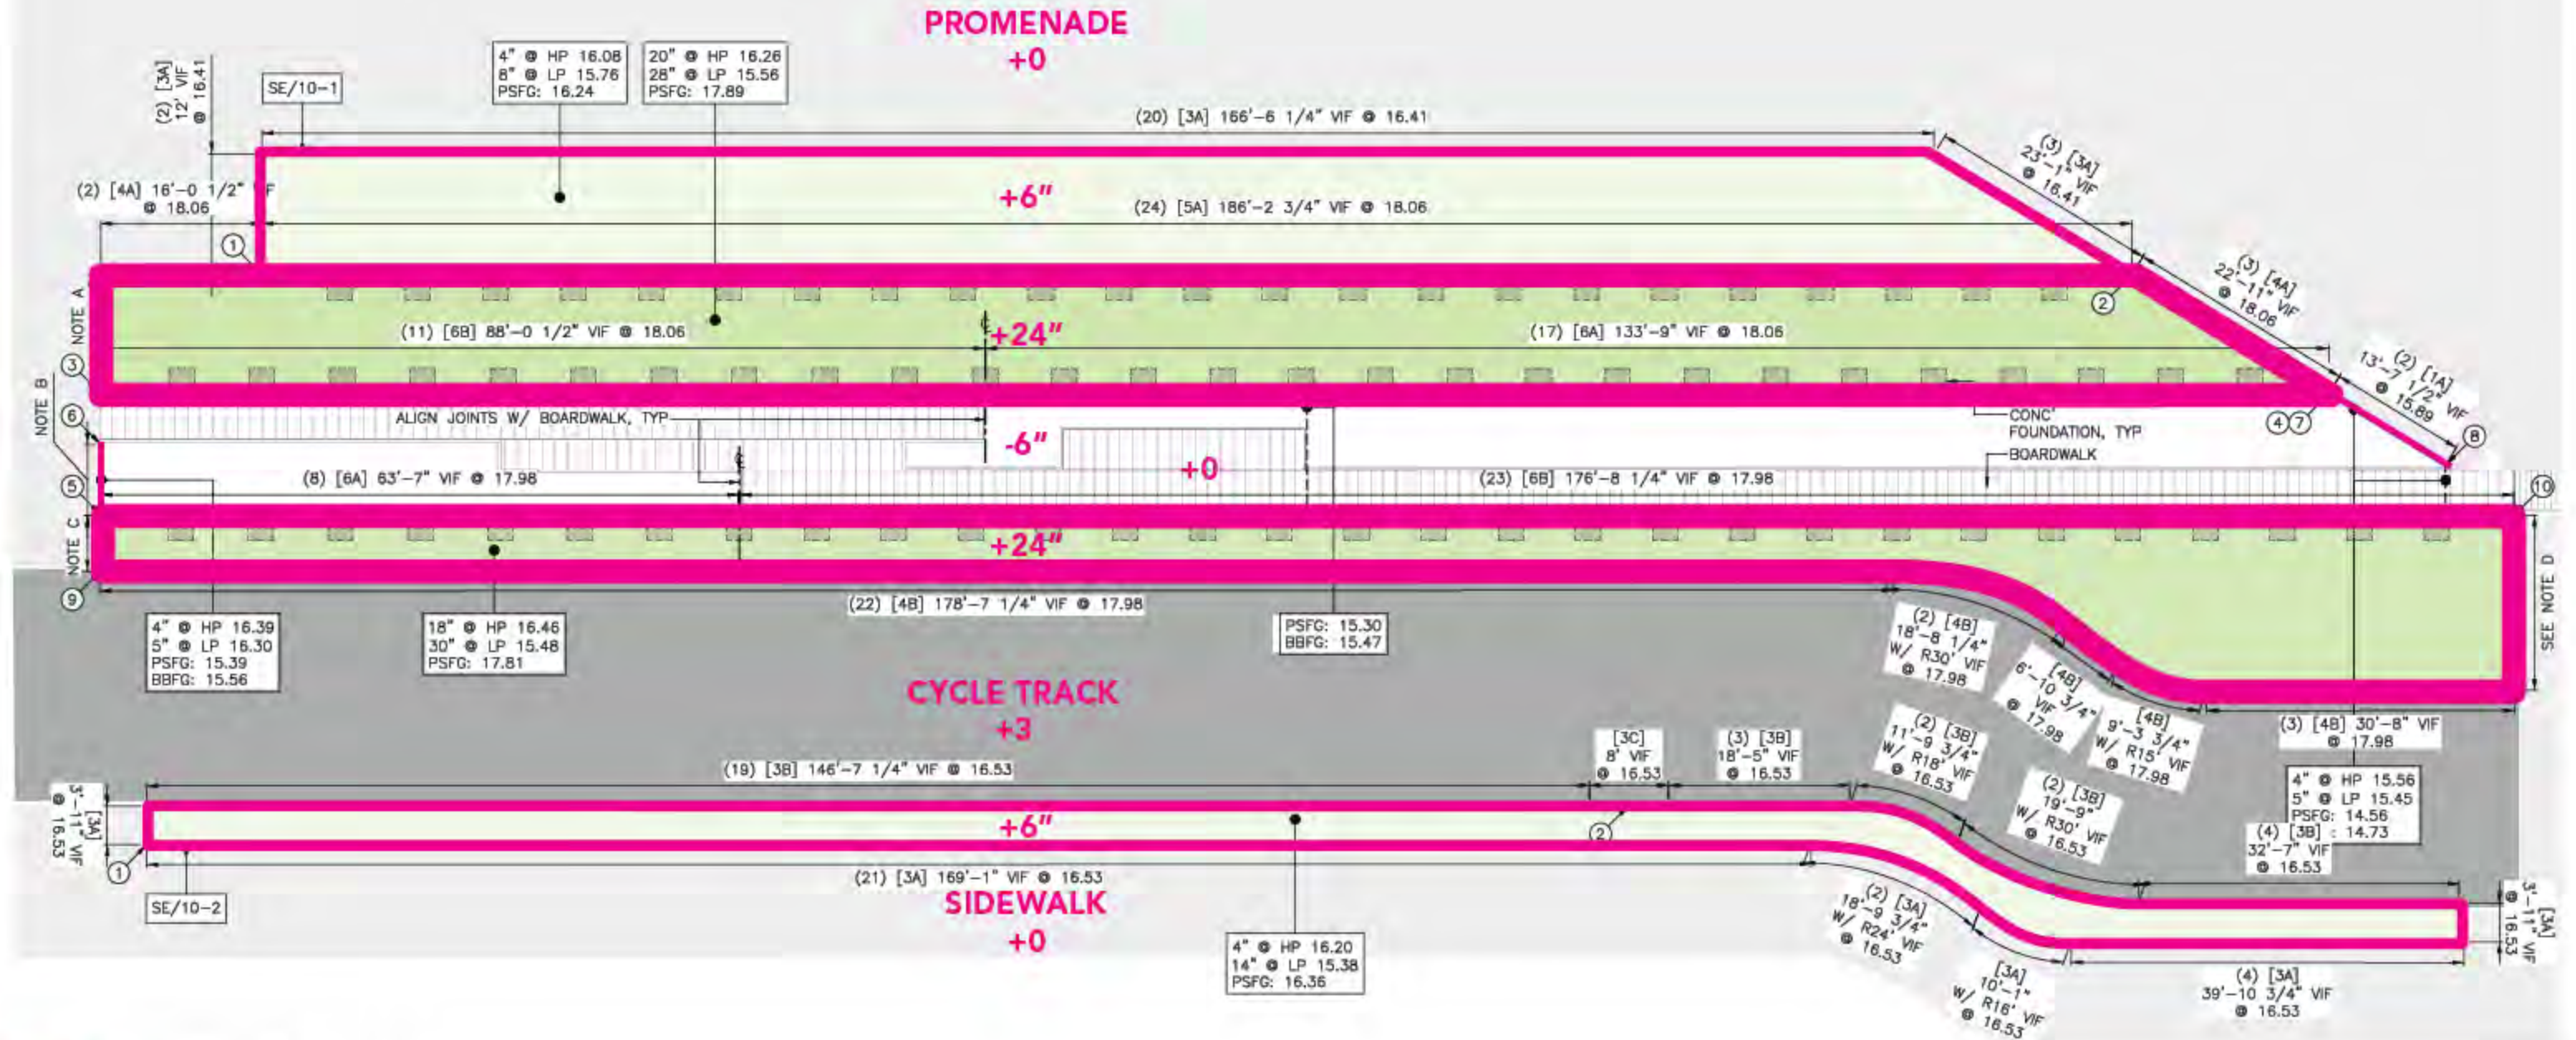 PROMENADE
+0
(2) [3A]
12' VIF
@ 16.41
SE/10-1
4" @ HP 16.08
8" @ LP 15.76
PSFG: 16.24
20" @ HP 16.26
28" @ LP 15.56
PSFG: 17.89
(20) [3A] 166'-6 1/4" VIF @ 16.41
(3) [3A]
23'-1" VIF
@ 16.41
(2) [4A] 16'-0 1/2"
@ 18.06
+6"
(24) [5A] 186'-2 3/4" VIF @ 18.06
1
2
(3) [4A]
22'-11" VIF
@ 18.06
NOTE A
3
(11) [6B] 88'-0 1/2" VIF @ 18.06
+24"
(17) [6A] 133'-9" VIF @ 18.06
(2) [1A]
13'-7 1/2" VIF
@ 15.89
NOTE B
6
ALIGN JOINTS W/ BOARDWALK, TYP
-6"
CONC'
FOUNDATION, TYP
4
7
8
BOARDWALK
+0
5
(8) [6A] 63'-7" VIF @ 17.98
(23) [6B] 176'-8 1/4" VIF @ 17.98
10
NOTE C
+24"
SEE NOTE D
9
(22) [4B] 178'-7 1/4" VIF @ 17.98
4" @ HP 16.39
5" @ LP 16.30
PSFG: 15.39
BBFG: 15.56
18" @ HP 16.46
30" @ LP 15.48
PSFG: 17.81
PSFG: 15.30
BBFG: 15.47
(2) [4B]
18'-8 1/4"
W/ R30' VIF
@ 17.98
[4B]
6'-10 3/4"
VIF
@ 17.98
[4B]
9'-3 3/4"
W/ R15' VIF
@ 17.98
(3) [4B] 30'-8" VIF
@ 17.98
CYCLE TRACK
+3
(19) [3B] 146'-7 1/4" VIF @ 16.53
[3C]
8' VIF
@ 16.53
(3) [3B]
18'-5" VIF
@ 16.53
(2) [3B]
11'-9 3/4"
W/ R18' VIF
@ 16.53
(2) [3B]
19'-9"
W/ R30' VIF
@ 16.53
4" @ HP 15.56
5" @ LP 15.45
PSFG: 14.56
: 14.73
(4) [3B]
32'-7" VIF
@ 16.53
[3A]
3'-11" VIF
@ 16.53
+6"
2
1
(21) [3A] 169'-1" VIF @ 16.53
SE/10-2
SIDEWALK
+0
4" @ HP 16.20
14" @ LP 15.38
PSFG: 16.36
(2) [3A]
18'-9 3/4"
W/ R24' VIF
@ 16.53
[3A]
10'-1"
W/ R16' VIF
@ 16.53
(4) [3A]
39'-10 3/4" VIF
@ 16.53
[3A]
3'-11" VIF
@ 16.53